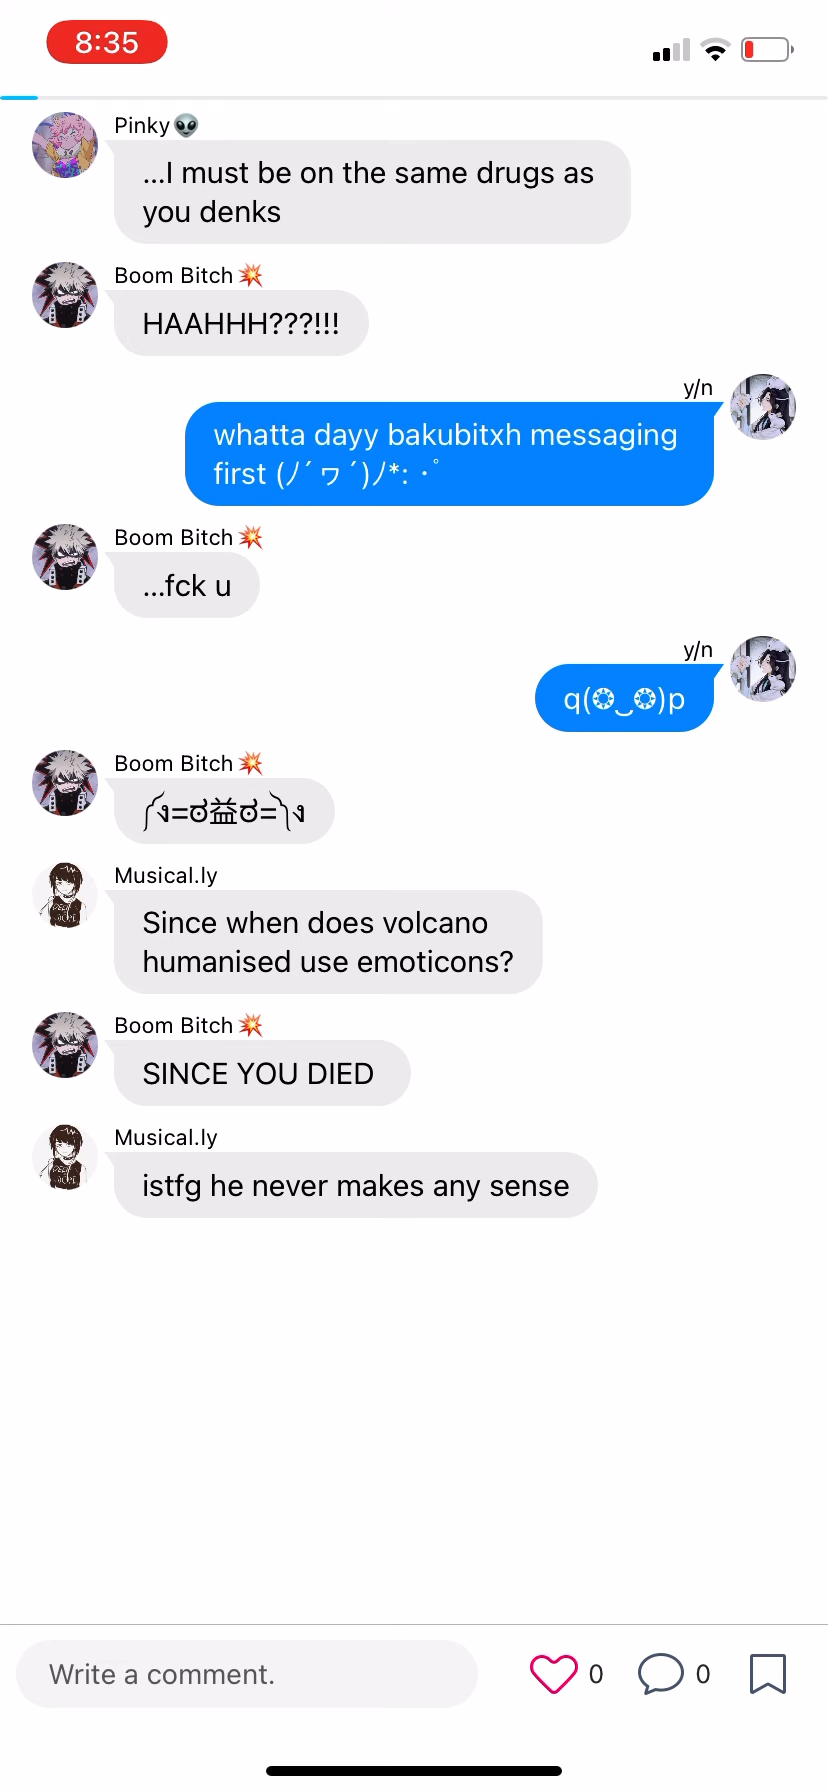 8:35
Pinky👽
...I must be on the same drugs as
you denks
Boom Bitch💥
HAAHHH???!!!
y/n
whatta dayy bakubitxh messaging
first (ﾉ´ヮ´)ﾉ*: ･ﾟ
Boom Bitch💥
...fck u
y/n
q(❂‿❂)p
Boom Bitch💥
༼ง=ಠ益ಠ=༽ง
Musical.ly
Since when does volcano
humanised use emoticons?
Boom Bitch💥
SINCE YOU DIED
Musical.ly
istfg he never makes any sense
Write a comment.
0
0